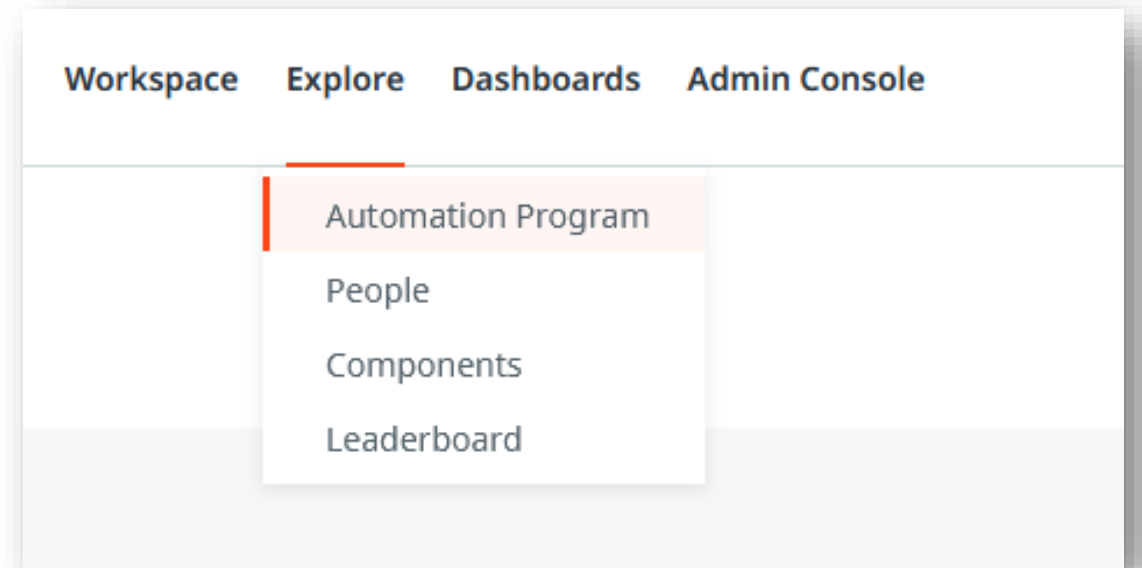 Workspace Explore Dashboards Admin Console
Automation Program
People
Components
Leaderboard